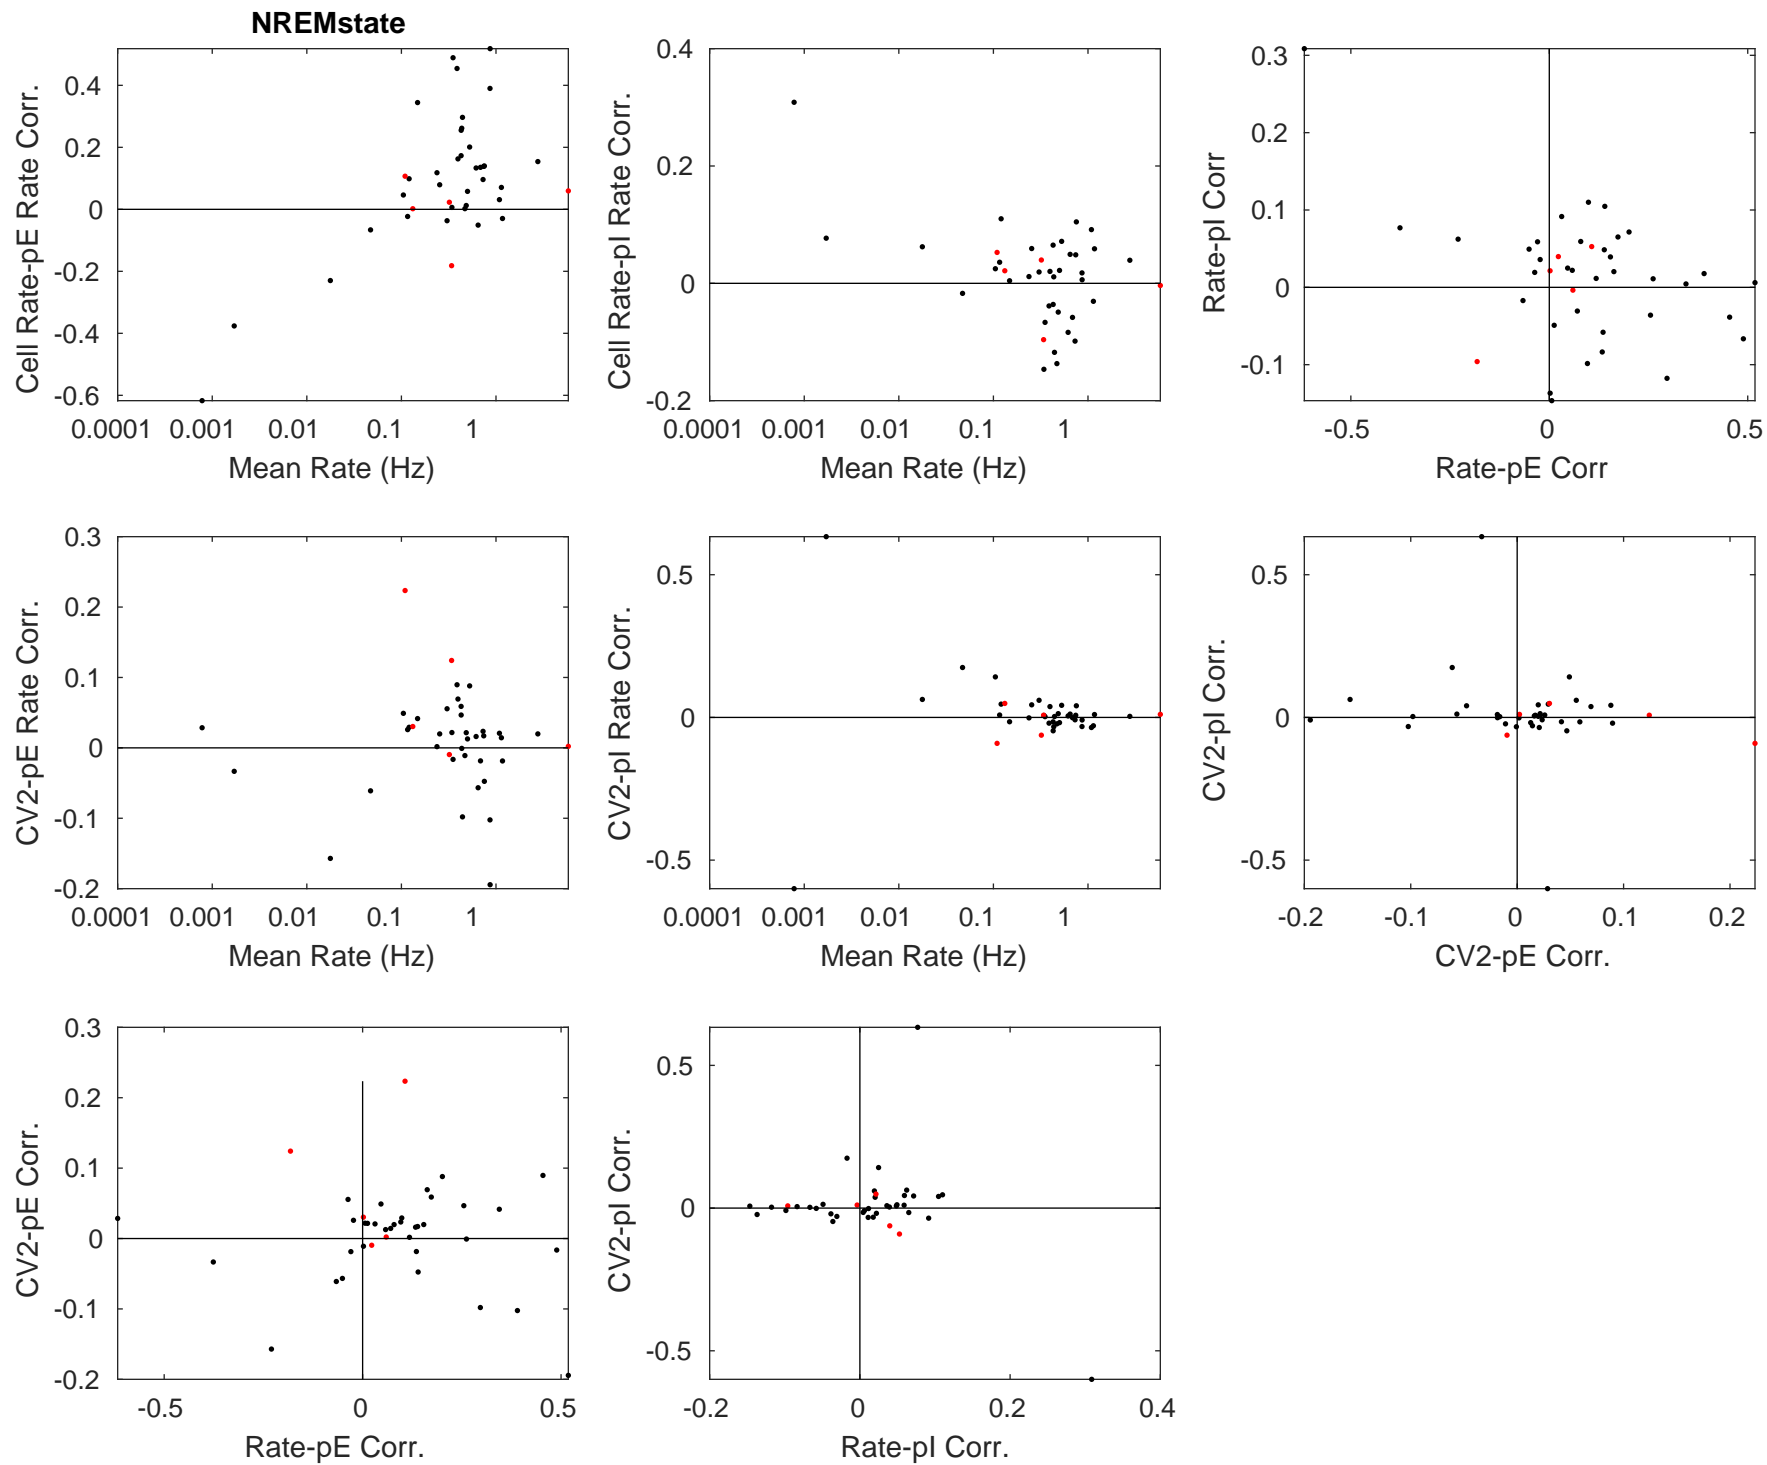 NREMstate
Cell Rate-pE Rate Corr.
0.4
0.2
0
-0.2
-0.4
-0.6
0.0001 0.001 0.01 0.1 1
Mean Rate (Hz)
Cell Rate-pI Rate Corr.
0.4
0.2
0
-0.2
0.0001 0.001 0.01 0.1 1
Mean Rate (Hz)
Rate-pI Corr
0.3
0.2
0.1
0
-0.1
-0.5 0 0.5
Rate-pE Corr
CV2-pE Rate Corr.
0.3
0.2
0.1
0
-0.1
-0.2
0.0001 0.001 0.01 0.1 1
Mean Rate (Hz)
CV2-pI Rate Corr.
0.5
0
-0.5
0.0001 0.001 0.01 0.1 1
Mean Rate (Hz)
CV2-pI Corr.
0.5
0
-0.5
-0.2 -0.1 0 0.1 0.2
CV2-pE Corr.
CV2-pE Corr.
0.3
0.2
0.1
0
-0.1
-0.2
-0.5 0 0.5
Rate-pE Corr.
CV2-pI Corr.
0.5
0
-0.5
-0.2 0 0.2 0.4
Rate-pI Corr.